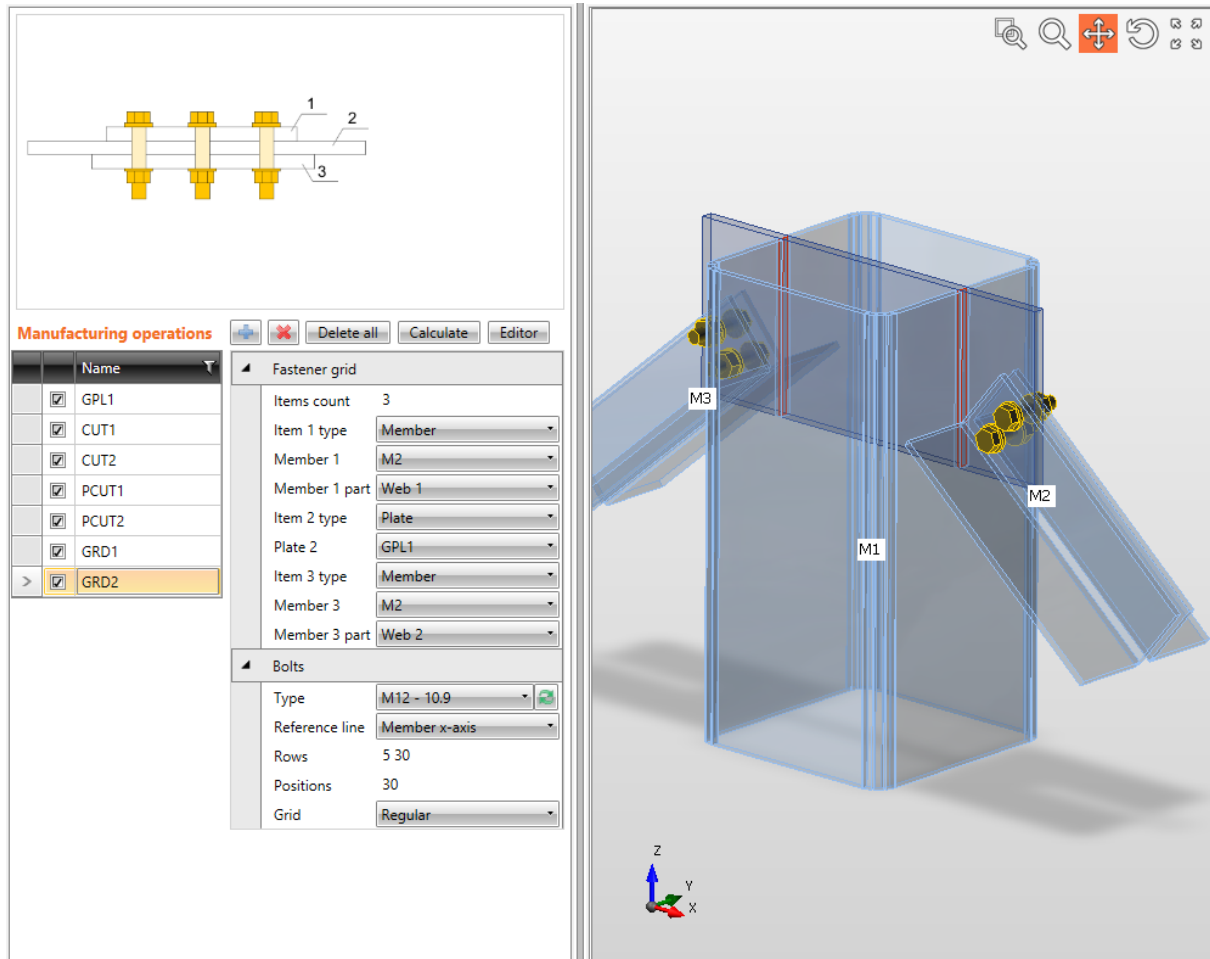 1
2
3
Manufacturing operations
Delete all
Calculate
Editor
Name
GPL1
CUT1
CUT2
PCUT1
PCUT2
GRD1
> GRD2
Fastener grid
Items count 3
Item 1 type Member
Member 1 M2
Member 1 part Web 1
Item 2 type Plate
Plate 2 GPL1
Item 3 type Member
Member 3 M2
Member 3 part Web 2
Bolts
Type M12 - 10.9
Reference line Member x-axis
Rows 5 30
Positions 30
Grid Regular
M3
M2
M1
Z
Y
X